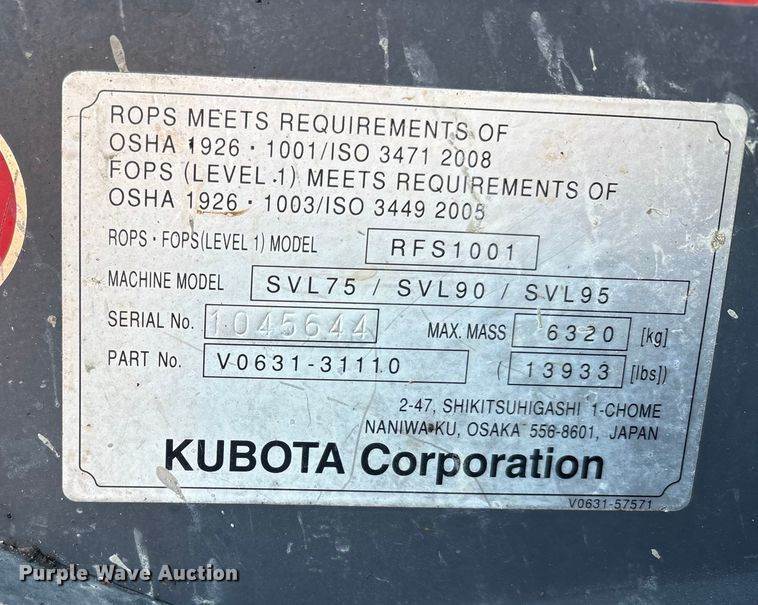 ROPS MEETS REQUIREMENTS OF
OSHA 1926 · 1001/ISO 3471 2008
FOPS (LEVEL 1) MEETS REQUIREMENTS OF
OSHA 1926 · 1003/ISO 3449 2005
ROPS · FOPS(LEVEL 1) MODEL RFS1001
MACHINE MODEL SVL75 / SVL90 / SVL95
SERIAL No. 1045644 MAX. MASS 6320 [kg]
PART No. V0631-31110 ( 13933 [lbs])
2-47, SHIKITSUHIGASHI 1-CHOME
NANIWA-KU, OSAKA 556-8601, JAPAN
KUBOTA Corporation
V0631-57571
Purple Wave Auction